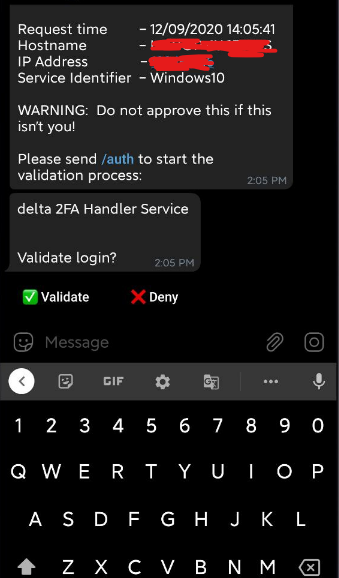 Request time - 12/09/2020 14:05:41
Hostname -
IP Address -
Service Identifier - Windows10
WARNING: Do not approve this if this
isn't you!
Please send /auth to start the
validation process:
2:05 PM
delta 2FA Handler Service
Validate login?
2:05 PM
Validate
Deny
Message
GIF
1 2 3 4 5 6 7 8 9 0
Q W E R T Y U I O P
A S D F G H J K L
Z X C V B N M